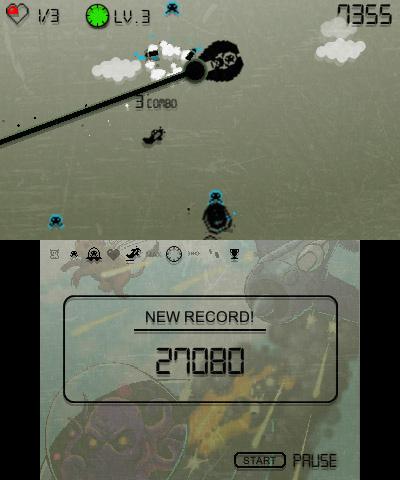 1/3
LV.3
7355
3 COMBO
NEW RECORD!
27080
START PAUSE